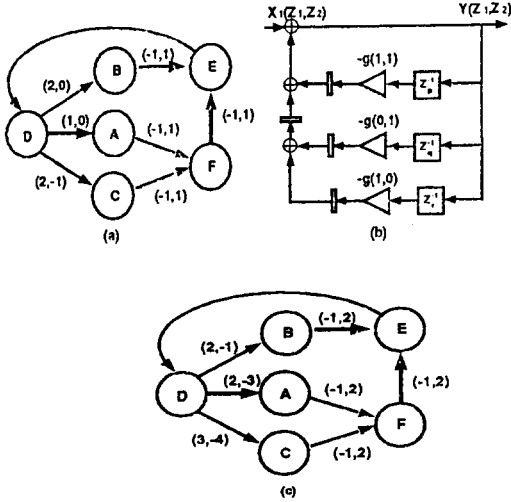 B
(-1,1)
E
(2,0)
D
(1,0)
A
(-1,1)
(-1,1)
F
(2,-1)
C
(-1,1)
(a)
X₁(Z₁,Z₂)
Y(Z₁,Z₂)
-g(1,1)
-g(0,1)
-g(1,0)
(b)
B
(-1,2)
E
(2,-1)
D
(2,-3)
A
(-1,2)
(-1,2)
F
(3,-4)
C
(-1,2)
(c)